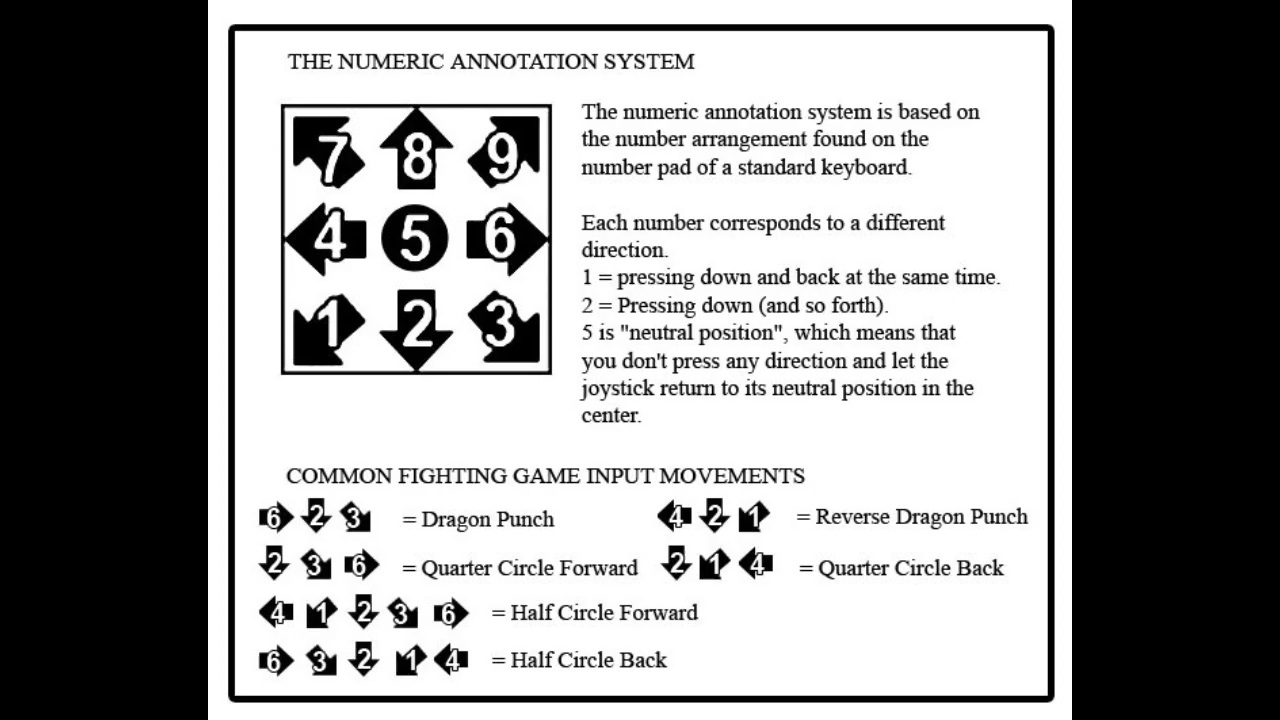 THE NUMERIC ANNOTATION SYSTEM
7 8 9
4 5 6
1 2 3
The numeric annotation system is based on
the number arrangement found on the
number pad of a standard keyboard.
Each number corresponds to a different
direction.
1 = pressing down and back at the same time.
2 = Pressing down (and so forth).
5 is "neutral position", which means that
you don't press any direction and let the
joystick return to its neutral position in the
center.
COMMON FIGHTING GAME INPUT MOVEMENTS
6 2 3 = Dragon Punch
4 2 1 = Reverse Dragon Punch
2 3 6 = Quarter Circle Forward
2 1 4 = Quarter Circle Back
4 1 2 3 6 = Half Circle Forward
6 3 2 1 4 = Half Circle Back